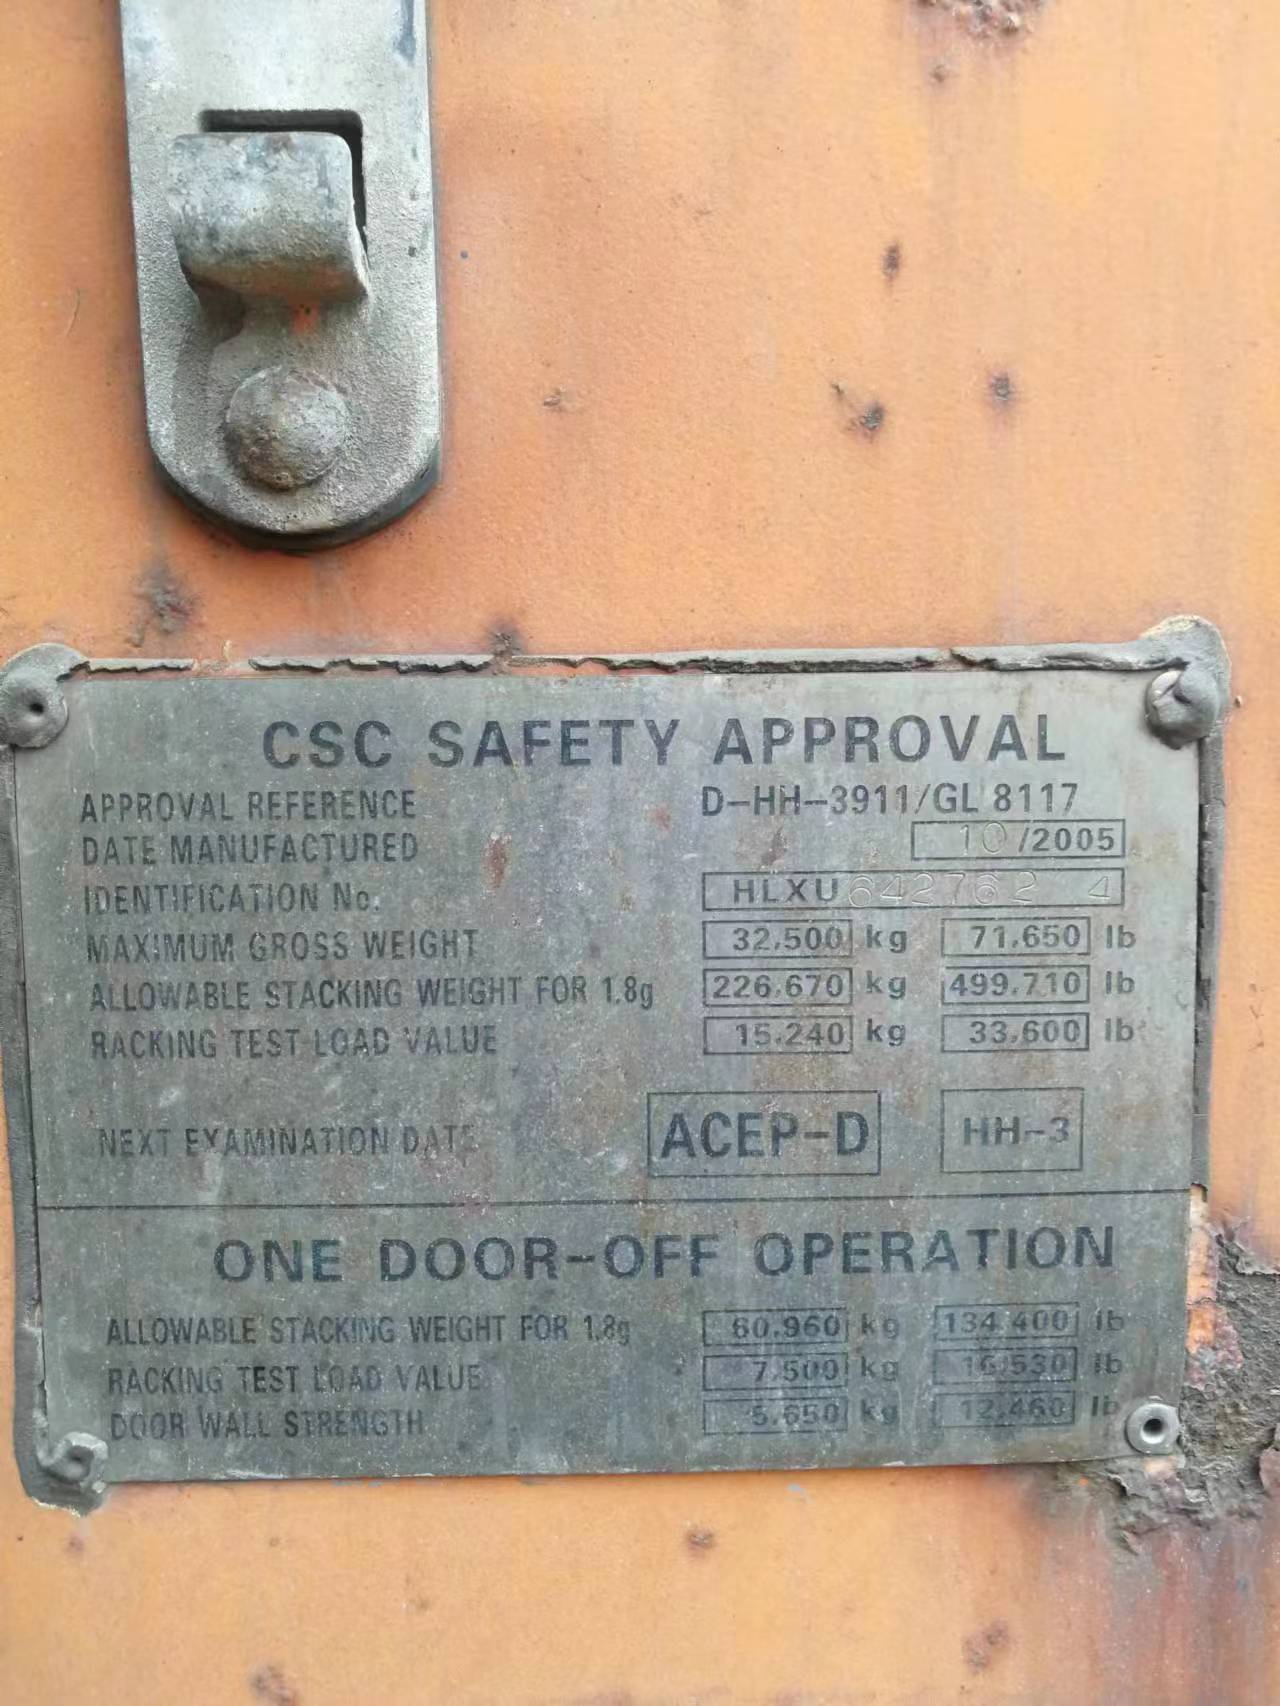 CSC SAFETY APPROVAL
APPROVAL REFERENCE D-HH-3911/GL 8117
DATE MANUFACTURED 10/2005
IDENTIFICATION No. HLXU 642762 4
MAXIMUM GROSS WEIGHT 32.500 kg 71.650 lb
ALLOWABLE STACKING WEIGHT FOR 1.8g 226.670 kg 499.710 lb
RACKING TEST LOAD VALUE 15.240 kg 33.600 lb
NEXT EXAMINATION DATE ACEP-D HH-3
ONE DOOR-OFF OPERATION
ALLOWABLE STACKING WEIGHT FOR 1.8g 60.960 kg 134.400 lb
RACKING TEST LOAD VALUE 7.500 kg 16.530 lb
DOOR WALL STRENGTH 5.650 kg 12.460 lb